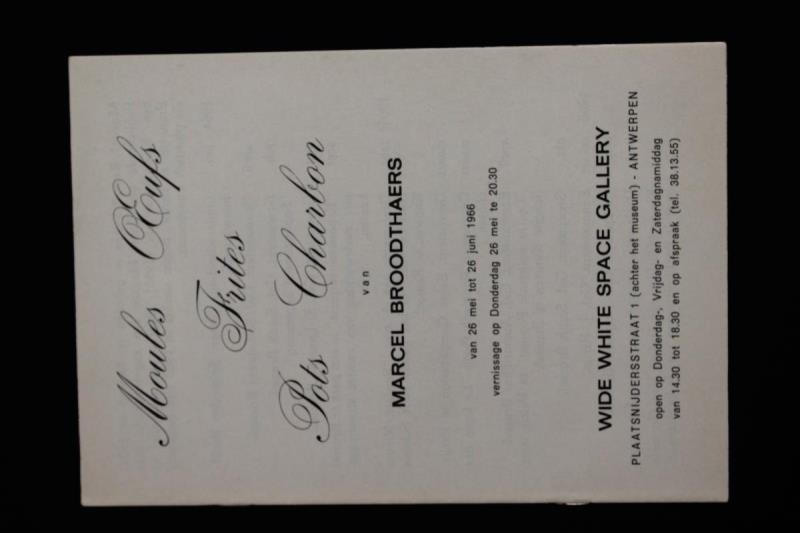 Moules Œufs
Frites
Pots Charbon
van
MARCEL BROODTHAERS
van 26 mei tot 26 juni 1966
vernissage op Donderdag 26 mei te 20.30
WIDE WHITE SPACE GALLERY
PLAATSNIJDERSSTRAAT 1 (achter het museum) - ANTWERPEN
open op Donderdag-, Vrijdag- en Zaterdagnamiddag
van 14.30 tot 18.30 en op afspraak (tel. 38.13.55)